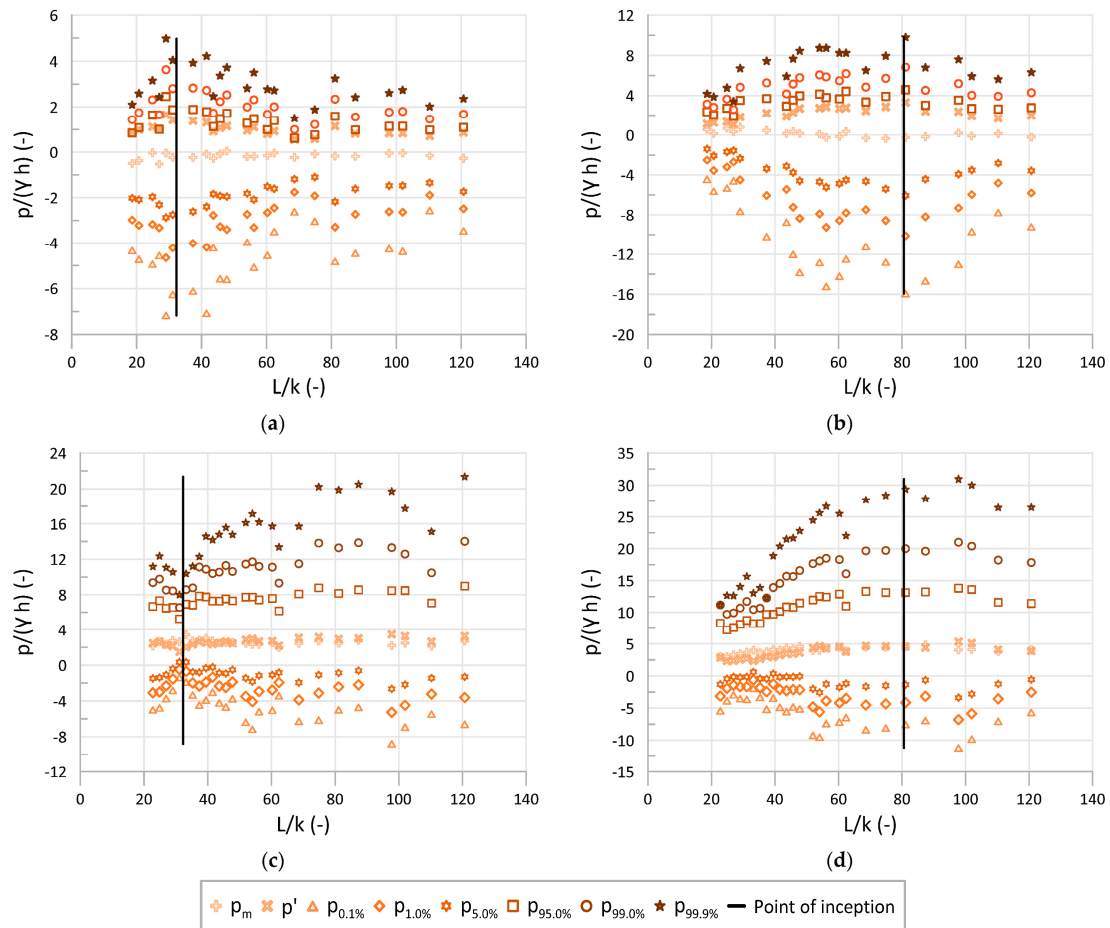 6
4
2
0
-2
-4
-6
-8
p/(γ h) (-)
0 20 40 60 80 100 120 140
L/k (-)
(a)
12
8
4
0
-4
-8
-12
-16
-20
p/(γ h) (-)
0 20 40 60 80 100 120 140
L/k (-)
(b)
24
20
16
12
8
4
0
-4
-8
-12
p/(γ h) (-)
0 20 40 60 80 100 120 140
L/k (-)
(c)
35
30
25
20
15
10
5
0
-5
-10
-15
p/(γ h) (-)
0 20 40 60 80 100 120 140
L/k (-)
(d)
pm p' p0.1% p1.0% p5.0% p95.0% p99.0% p99.9% Point of inception